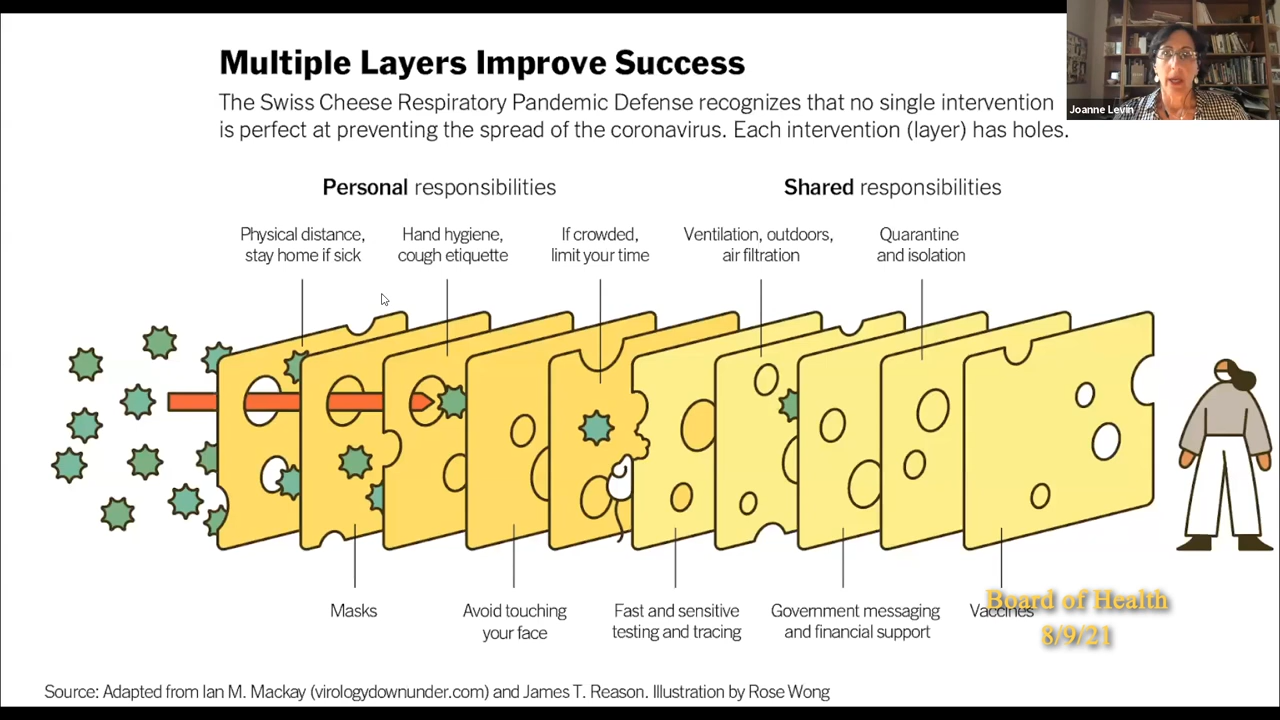 Multiple Layers Improve Success
The Swiss Cheese Respiratory Pandemic Defense recognizes that no single intervention
is perfect at preventing the spread of the coronavirus. Each intervention (layer) has holes.
Joanne Levin
Personal responsibilities
Shared responsibilities
Physical distance,
stay home if sick
Hand hygiene,
cough etiquette
If crowded,
limit your time
Ventilation, outdoors,
air filtration
Quarantine
and isolation
Masks
Avoid touching
your face
Fast and sensitive
testing and tracing
Government messaging
and financial support
Vaccines
Board of Health
8/9/21
Source: Adapted from Ian M. Mackay (virologydownunder.com) and James T. Reason. Illustration by Rose Wong